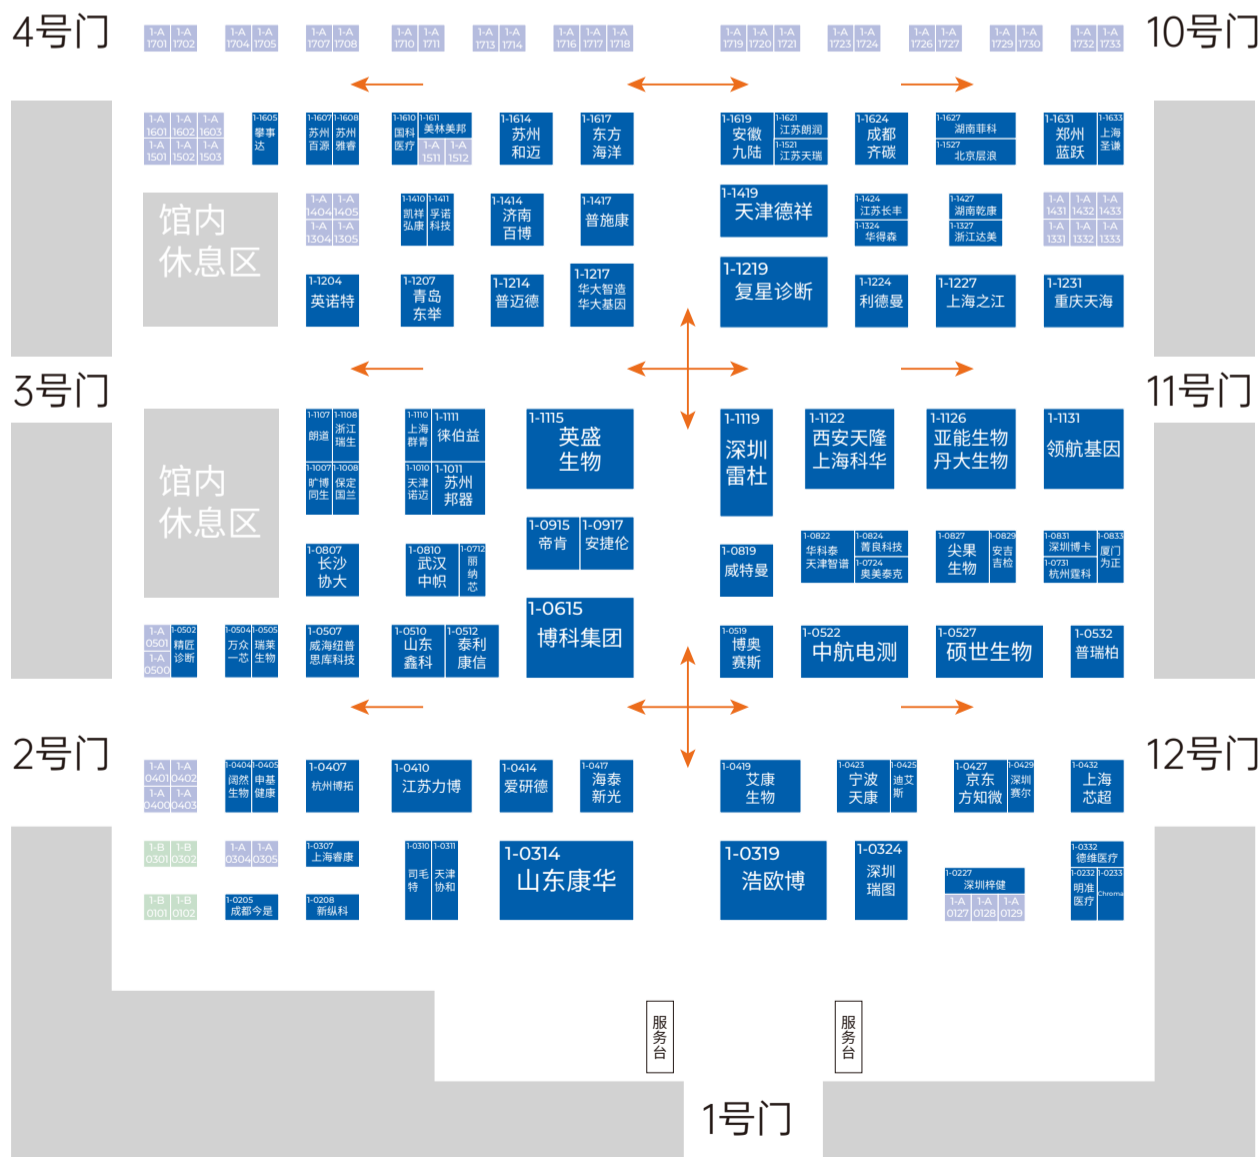 4号门
1-A
1701
1-A
1702
1-A
1704
1-A
1705
1-A
1707
1-A
1708
1-A
1710
1-A
1711
1-A
1713
1-A
1714
1-A
1716
1-A
1717
1-A
1718
1-A
1719
1-A
1720
1-A
1721
1-A
1723
1-A
1724
1-A
1726
1-A
1727
1-A
1729
1-A
1730
1-A
1732
1-A
1733
10号门
1-A
1601
1-A
1602
1-A
1603
1-A
1501
1-A
1502
1-A
1503
1-1605
攀事
达
1-1607
苏州
百源
1-1608
苏州
雅睿
1-1610
国科
医疗
1-1611
美林美邦
1-A
1511
1-A
1512
1-1614
苏州
和迈
1-1617
东方
海洋
1-1619
安徽
九陆
1-1621
江苏朗润
1-1521
江苏天瑞
1-1624
成都
齐碳
1-1627
湖南菲科
1-1527
北京层浪
1-1631
郑州
蓝跃
1-1633
上海
圣谦
馆内
休息区
1-A
1404
1-A
1405
1-A
1304
1-A
1305
1-1410
凯祥
弘康
1-1411
孚诺
科技
1-1414
济南
百博
1-1417
普施康
1-1419
天津德祥
1-1424
江苏长丰
1-1324
华得森
1-1427
湖南乾康
1-1327
浙江达美
1-A
1431
1-A
1432
1-A
1433
1-A
1331
1-A
1332
1-A
1333
1-1204
英诺特
1-1207
青岛
东举
1-1214
普迈德
1-1217
华大智造
华大基因
1-1219
复星诊断
1-1224
利德曼
1-1227
上海之江
1-1231
重庆天海
3号门
11号门
馆内
休息区
1-1107
朗道
1-1108
浙江
瑞生
1-1007
旷博
同生
1-1008
保定
国兰
1-1110
上海
群青
1-1111
徕伯益
1-1010
天津
诺迈
1-1011
苏州
邦器
1-1115
英盛
生物
1-1119
深圳
雷杜
1-1122
西安天隆
上海科华
1-1126
亚能生物
丹大生物
1-1131
领航基因
1-0807
长沙
协大
1-0810
武汉
中帜
1-0712
丽
纳
芯
1-0915
帝肯
1-0917
安捷伦
1-0819
威特曼
1-0822
华科泰
天津智谱
1-0824
菁良科技
1-0724
奥美泰克
1-0827
尖果
生物
1-0829
安吉
吉检
1-0831
深圳博卡
1-0731
杭州霆科
1-0833
厦门
为正
1-A
0501
1-A
0500
1-0502
精匠
诊断
1-0504
万众
一芯
1-0505
瑞莱
生物
1-0507
威海纽普
思库科技
1-0510
山东
鑫科
1-0512
泰利
康信
1-0615
博科集团
1-0519
博奥
赛斯
1-0522
中航电测
1-0527
硕世生物
1-0532
普瑞柏
2号门
12号门
1-A
0401
1-A
0402
1-A
0400
1-A
0403
1-0404
阔然
生物
1-0405
申基
健康
1-0407
杭州博拓
1-0410
江苏力博
1-0414
爱研德
1-0417
海泰
新光
1-0419
艾康
生物
1-0423
宁波
天康
1-0425
迪艾
斯
1-0427
京东
方知微
1-0429
深圳
赛尔
1-0432
上海
芯超
1-B
0301
1-B
0302
1-A
0304
1-A
0305
1-0307
上海睿康
1-0310
司毛
特
1-0311
天津
协和
1-0314
山东康华
1-0319
浩欧博
1-0324
深圳
瑞图
1-0227
深圳梓健
1-A
0127
1-A
0128
1-A
0129
1-0332
德维医疗
1-0232
明准
医疗
1-0233
Chroma
1-B
0101
1-B
0102
1-0205
成都今是
1-0208
新纵科
服务台
服务台
1号门